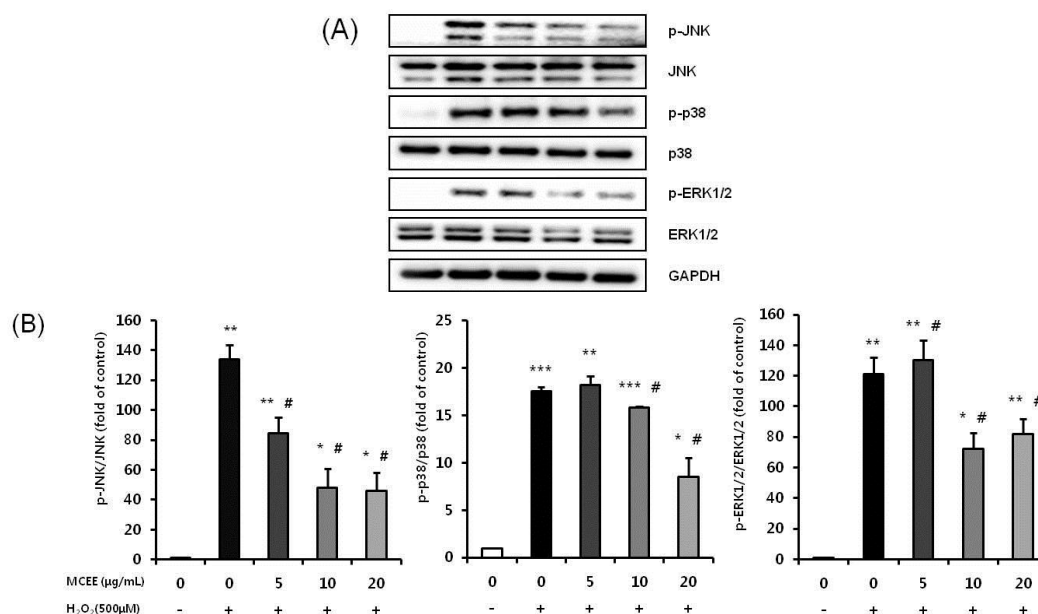 (A)
p-JNK
JNK
p-p38
p38
p-ERK1/2
ERK1/2
GAPDH
(B)
p-JNK/JNK (fold of control)
160
140
120
100
80
60
40
20
0
**
** #
* #
* #
p-p38/p38 (fold of control)
25
20
15
10
5
0
***
**
*** #
* #
p-ERK1/2/ERK1/2 (fold of control)
160
140
120
100
80
60
40
20
0
**
** #
* #
** #
MCEE (µg/mL) 0 0 5 10 20 0 0 5 10 20 0 0 5 10 20
H₂O₂(500µM) - + + + + - + + + + - + + + +